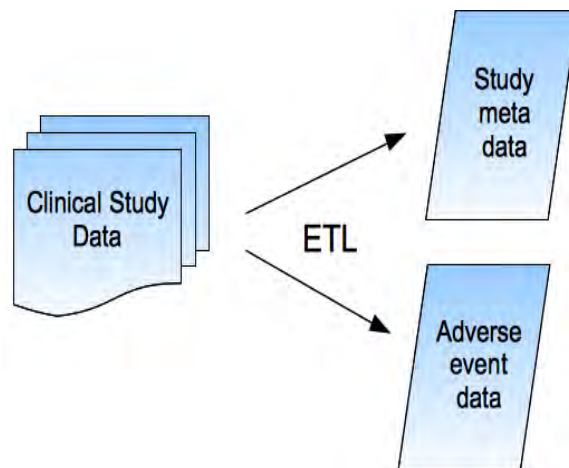 Clinical Study
Data
ETL
Study
meta
data
Adverse
event
data